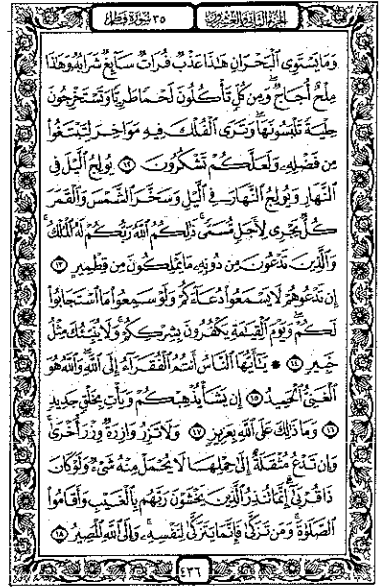 الجزء الثاني والعشرون ٣٥ سورة فاطر
وَمَا يَسْتَوِى ٱلْبَحْرَانِ هَٰذَا عَذْبٌ فُرَاتٌ سَآئِغٌ شَرَابُهُۥ وَهَٰذَا
مِلْحٌ أُجَاجٌ ۖ وَمِن كُلٍّ تَأْكُلُونَ لَحْمًا طَرِيًّا وَتَسْتَخْرِجُونَ
حِلْيَةً تَلْبَسُونَهَا ۖ وَتَرَى ٱلْفُلْكَ فِيهِ مَوَاخِرَ لِتَبْتَغُوا۟
مِن فَضْلِهِۦ وَلَعَلَّكُمْ تَشْكُرُونَ ١٢ يُولِجُ ٱلَّيْلَ فِى
ٱلنَّهَارِ وَيُولِجُ ٱلنَّهَارَ فِى ٱلَّيْلِ وَسَخَّرَ ٱلشَّمْسَ وَٱلْقَمَرَ
كُلٌّ يَجْرِى لِأَجَلٍ مُّسَمًّى ۚ ذَٰلِكُمُ ٱللَّهُ رَبُّكُمْ لَهُ ٱلْمُلْكُ ۚ
وَٱلَّذِينَ تَدْعُونَ مِن دُونِهِۦ مَا يَمْلِكُونَ مِن قِطْمِيرٍ ١٣
إِن تَدْعُوهُمْ لَا يَسْمَعُوا۟ دُعَآءَكُمْ وَلَوْ سَمِعُوا۟ مَا ٱسْتَجَابُوا۟
لَكُمْ ۖ وَيَوْمَ ٱلْقِيَٰمَةِ يَكْفُرُونَ بِشِرْكِكُمْ ۚ وَلَا يُنَبِّئُكَ مِثْلُ
خَبِيرٍ ١٤ ۞ يَٰٓأَيُّهَا ٱلنَّاسُ أَنتُمُ ٱلْفُقَرَآءُ إِلَى ٱللَّهِ ۖ وَٱللَّهُ هُوَ
ٱلْغَنِىُّ ٱلْحَمِيدُ ١٥ إِن يَشَأْ يُذْهِبْكُمْ وَيَأْتِ بِخَلْقٍ جَدِيدٍ
١٦ وَمَا ذَٰلِكَ عَلَى ٱللَّهِ بِعَزِيزٍ ١٧ وَلَا تَزِرُ وَازِرَةٌ وِزْرَ أُخْرَىٰ ۚ
وَإِن تَدْعُ مُثْقَلَةٌ إِلَىٰ حِمْلِهَا لَا يُحْمَلْ مِنْهُ شَىْءٌ وَلَوْ كَانَ
ذَا قُرْبَىٰٓ ۗ إِنَّمَا تُنذِرُ ٱلَّذِينَ يَخْشَوْنَ رَبَّهُم بِٱلْغَيْبِ وَأَقَامُوا۟
ٱلصَّلَوٰةَ ۚ وَمَن تَزَكَّىٰ فَإِنَّمَا يَتَزَكَّىٰ لِنَفْسِهِۦ ۚ وَإِلَى ٱللَّهِ ٱلْمَصِيرُ ١٨
٤٣٦